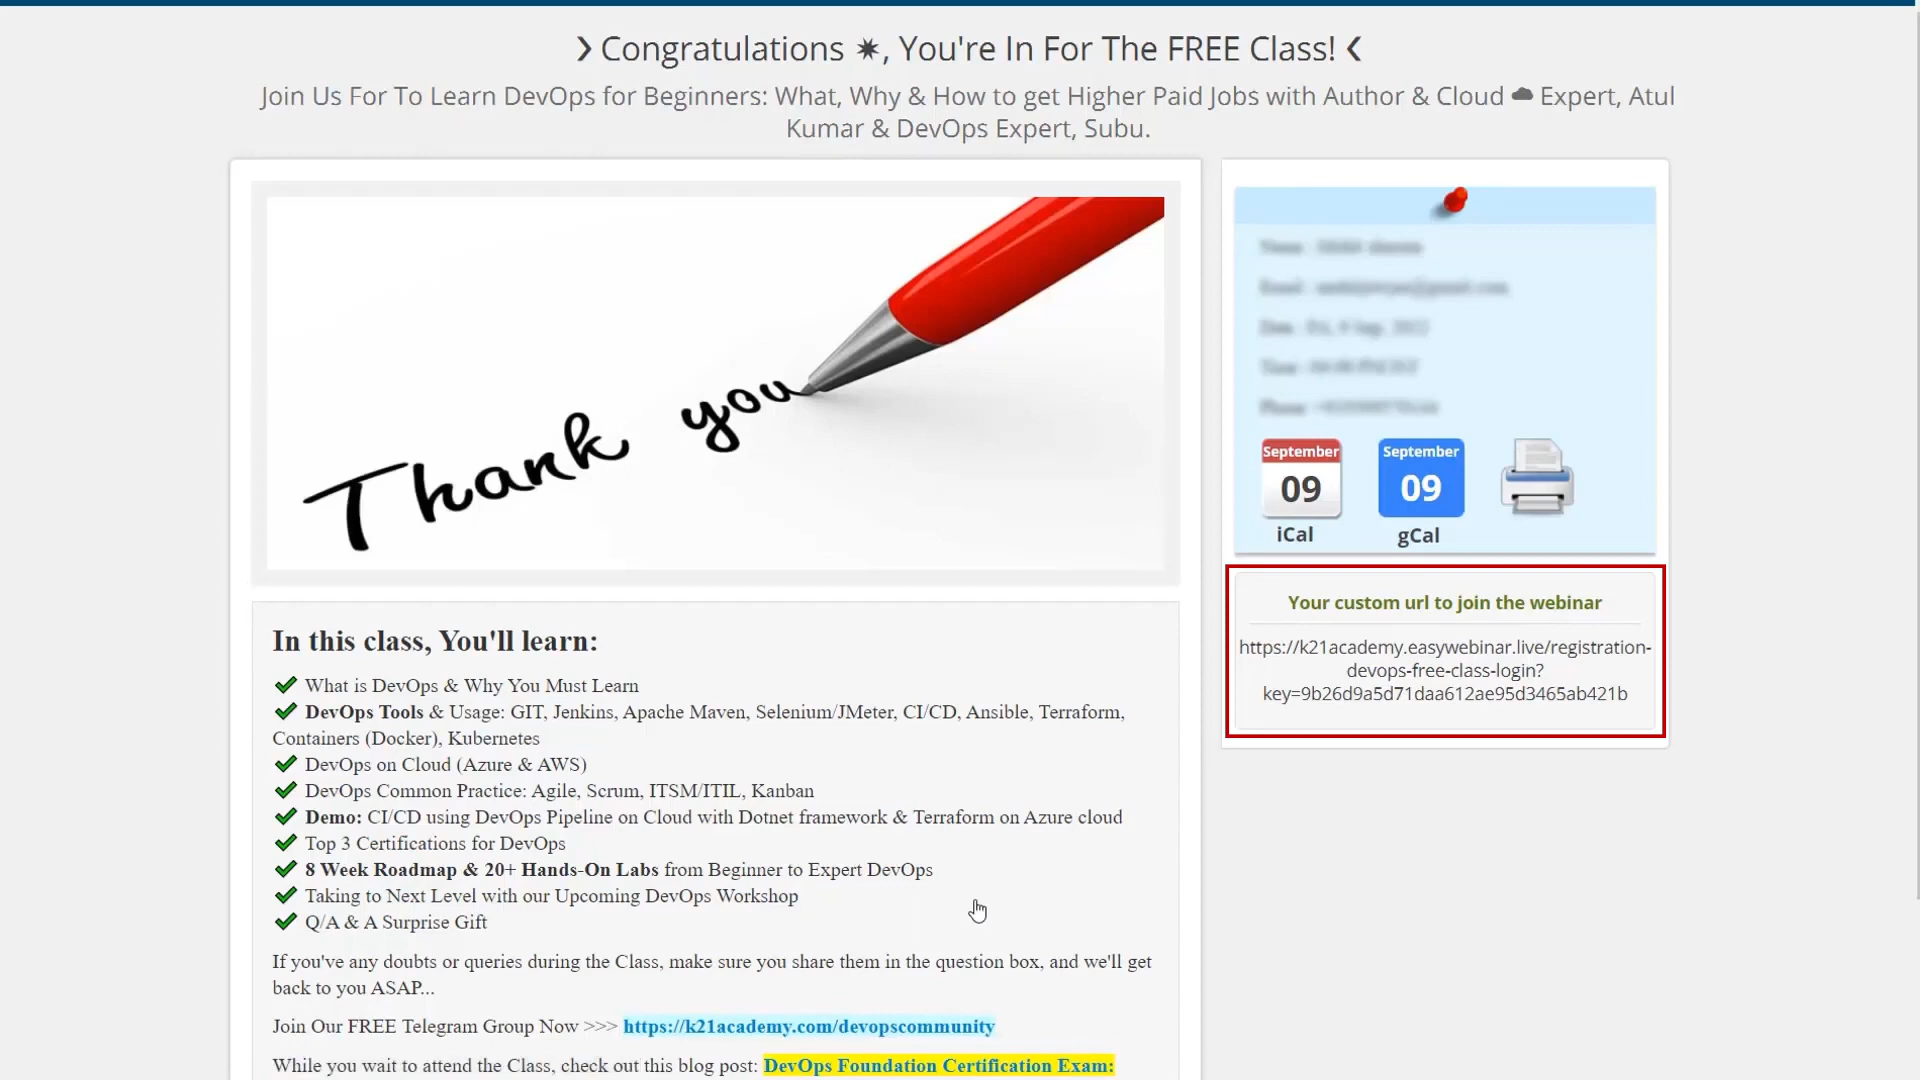 ❯ Congratulations ✷, You're In For The FREE Class! ❮
Join Us For To Learn DevOps for Beginners: What, Why & How to get Higher Paid Jobs with Author & Cloud ☁ Expert, Atul
Kumar & DevOps Expert, Subu.
Thank you
September
09
iCal
September
09
gCal
Your custom url to join the webinar
https://k21academy.easywebinar.live/registration-
devops-free-class-login?
key=9b26d9a5d71daa612ae95d3465ab421b
In this class, You'll learn:
✔ What is DevOps & Why You Must Learn
✔ DevOps Tools & Usage: GIT, Jenkins, Apache Maven, Selenium/JMeter, CI/CD, Ansible, Terraform,
Containers (Docker), Kubernetes
✔ DevOps on Cloud (Azure & AWS)
✔ DevOps Common Practice: Agile, Scrum, ITSM/ITIL, Kanban
✔ Demo: CI/CD using DevOps Pipeline on Cloud with Dotnet framework & Terraform on Azure cloud
✔ Top 3 Certifications for DevOps
✔ 8 Week Roadmap & 20+ Hands-On Labs from Beginner to Expert DevOps
✔ Taking to Next Level with our Upcoming DevOps Workshop
✔ Q/A & A Surprise Gift
If you've any doubts or queries during the Class, make sure you share them in the question box, and we'll get
back to you ASAP...
Join Our FREE Telegram Group Now >>> https://k21academy.com/devopscommunity
While you wait to attend the Class, check out this blog post: DevOps Foundation Certification Exam: